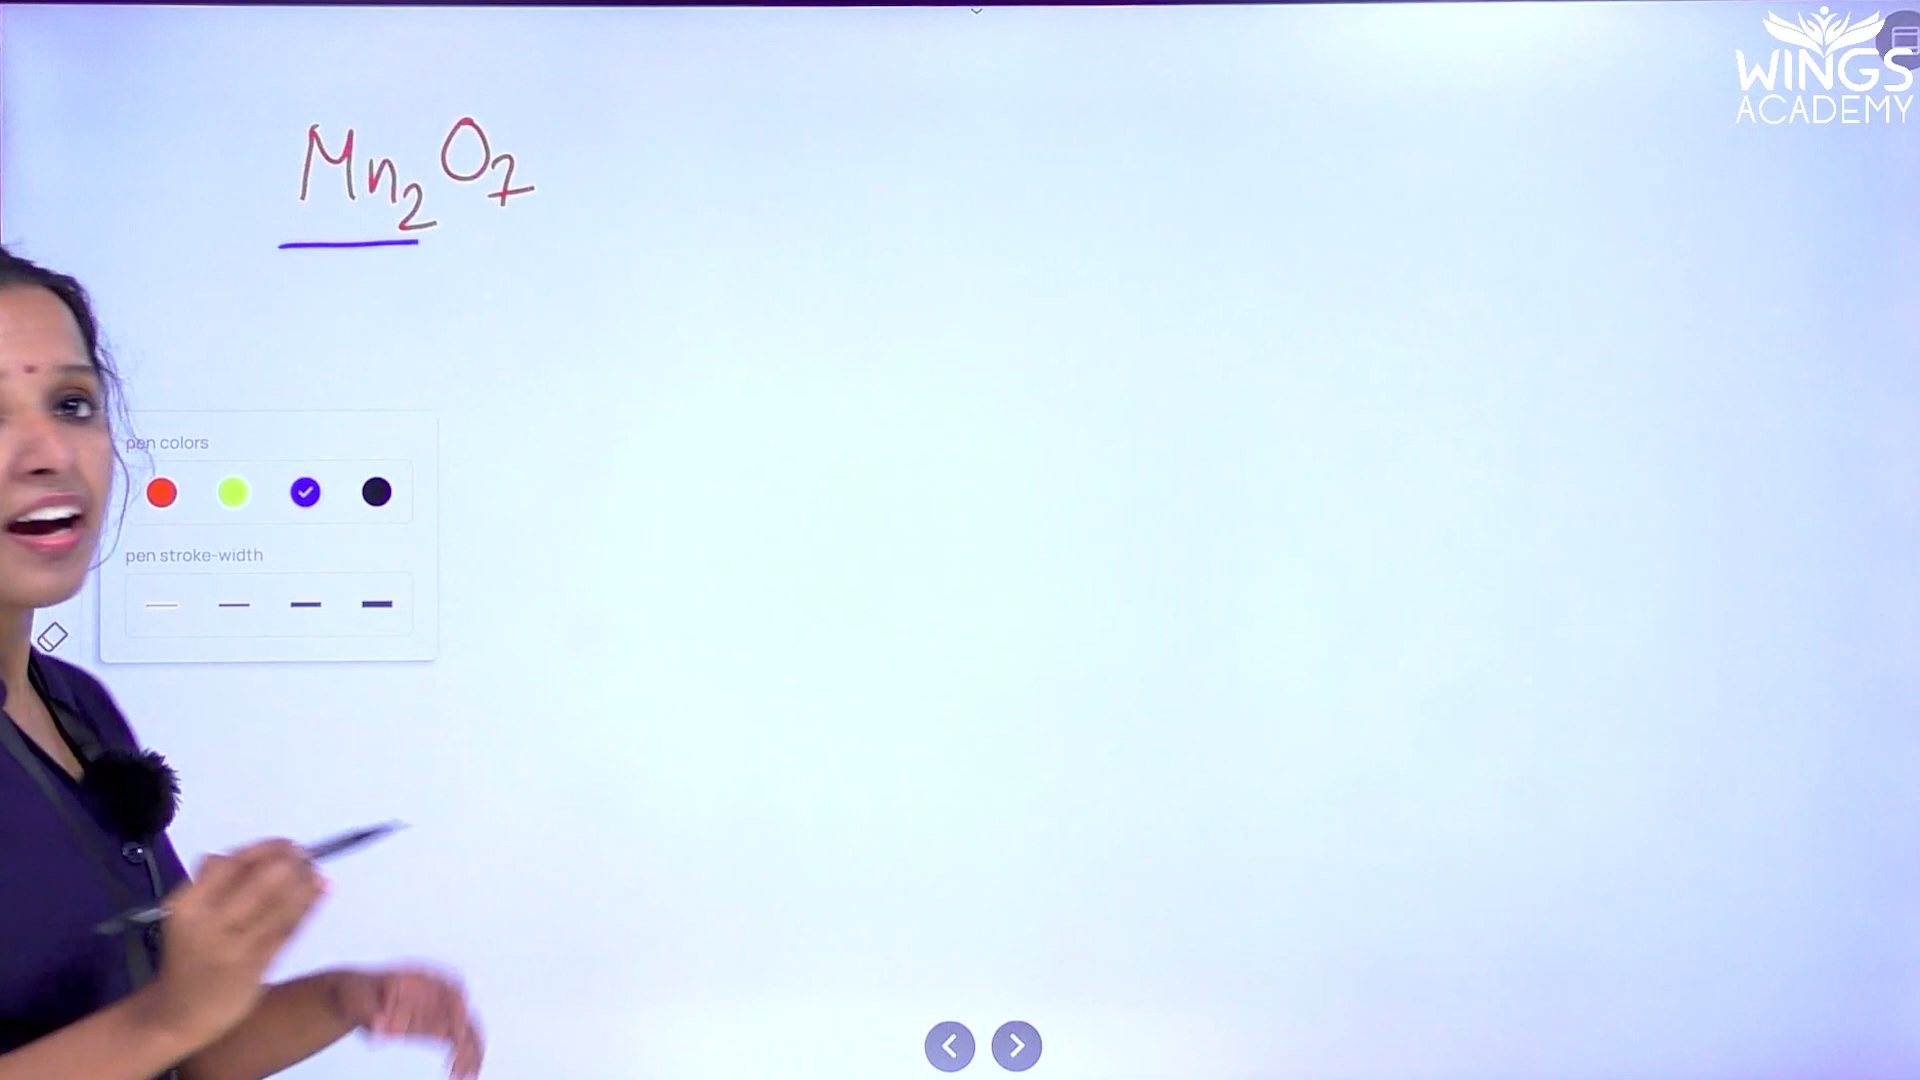 WINGS
ACADEMY
Mn₂O₇
pen colors
pen stroke-width